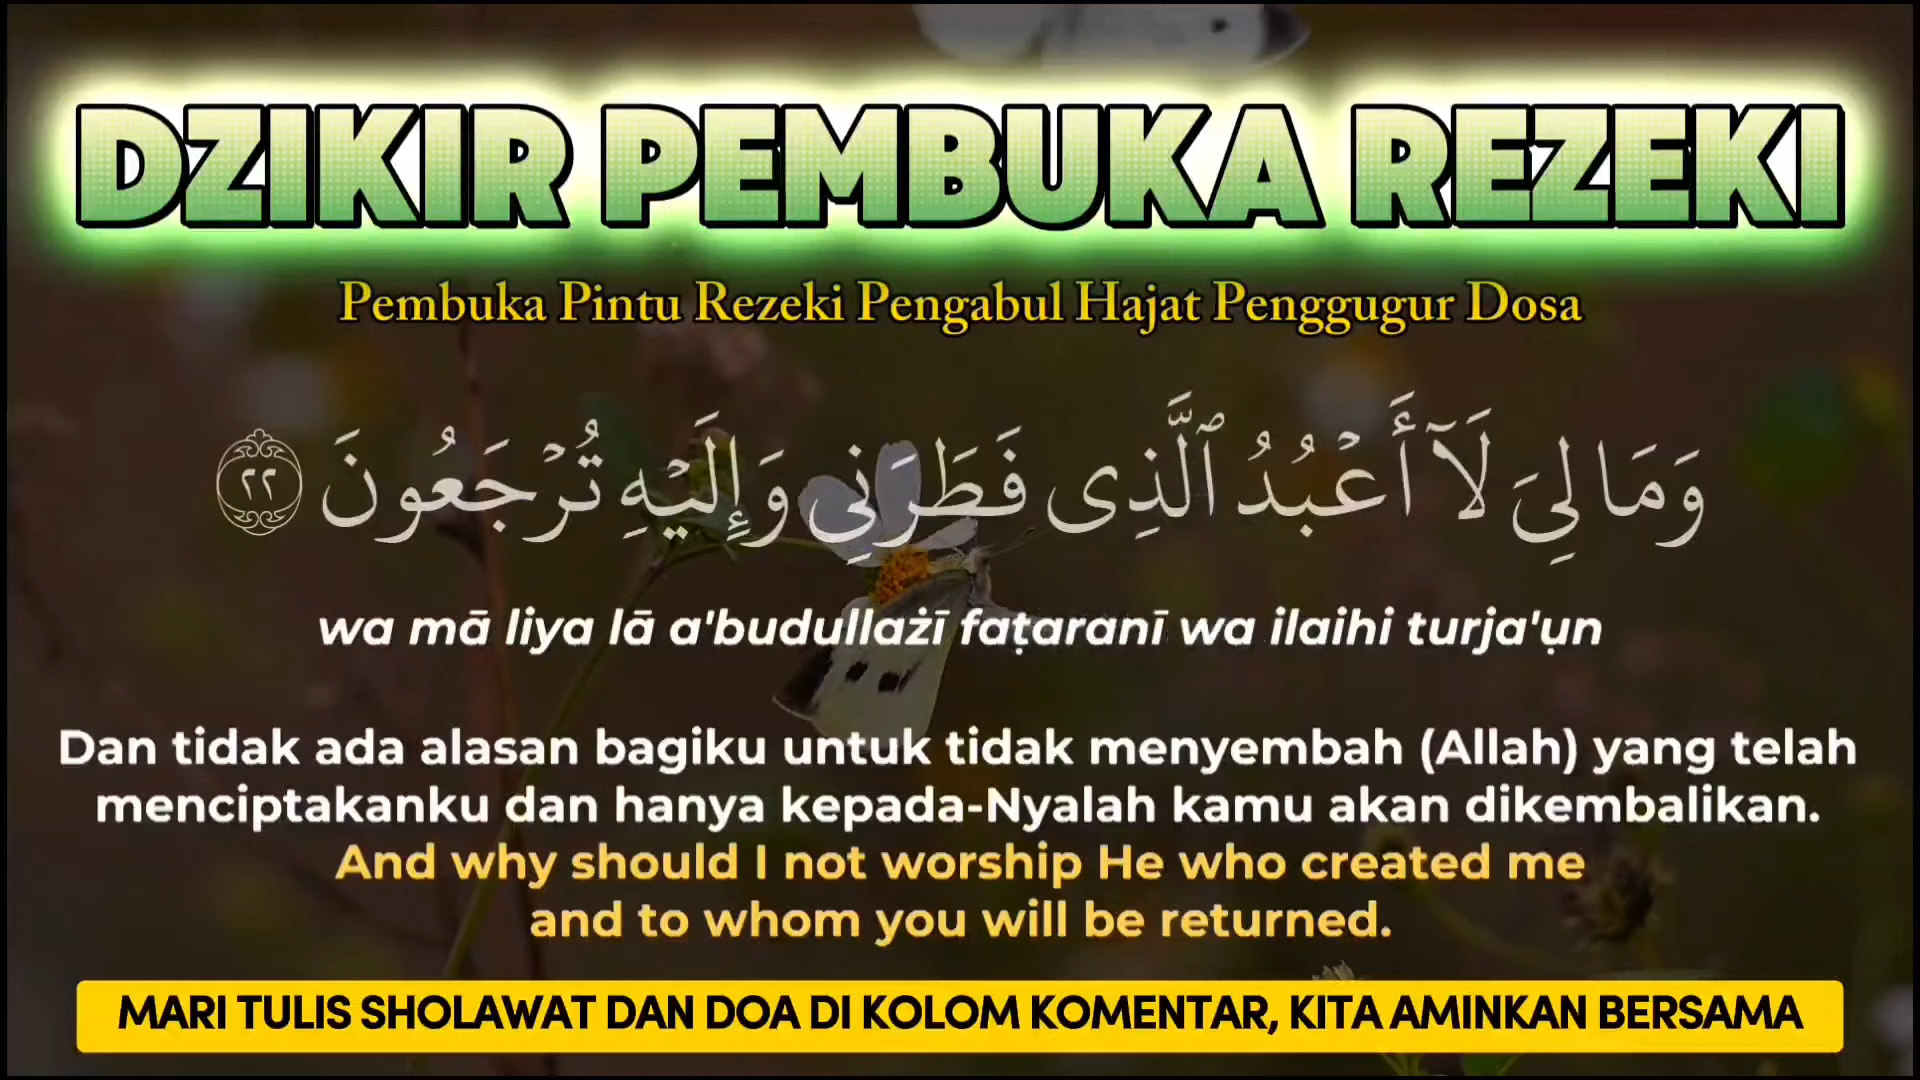 DZIKIR PEMBUKA REZEKI
Pembuka Pintu Rezeki Pengabul Hajat Penggugur Dosa
وَمَا لِىَ لَآ أَعْبُدُ ٱلَّذِى فَطَرَنِى وَإِلَيْهِ تُرْجَعُونَ ٢٢
wa mā liya lā a'budullażī faṭaranī wa ilaihi turja'ụn
Dan tidak ada alasan bagiku untuk tidak menyembah (Allah) yang telah
menciptakanku dan hanya kepada-Nyalah kamu akan dikembalikan.
And why should I not worship He who created me
and to whom you will be returned.
MARI TULIS SHOLAWAT DAN DOA DI KOLOM KOMENTAR, KITA AMINKAN BERSAMA